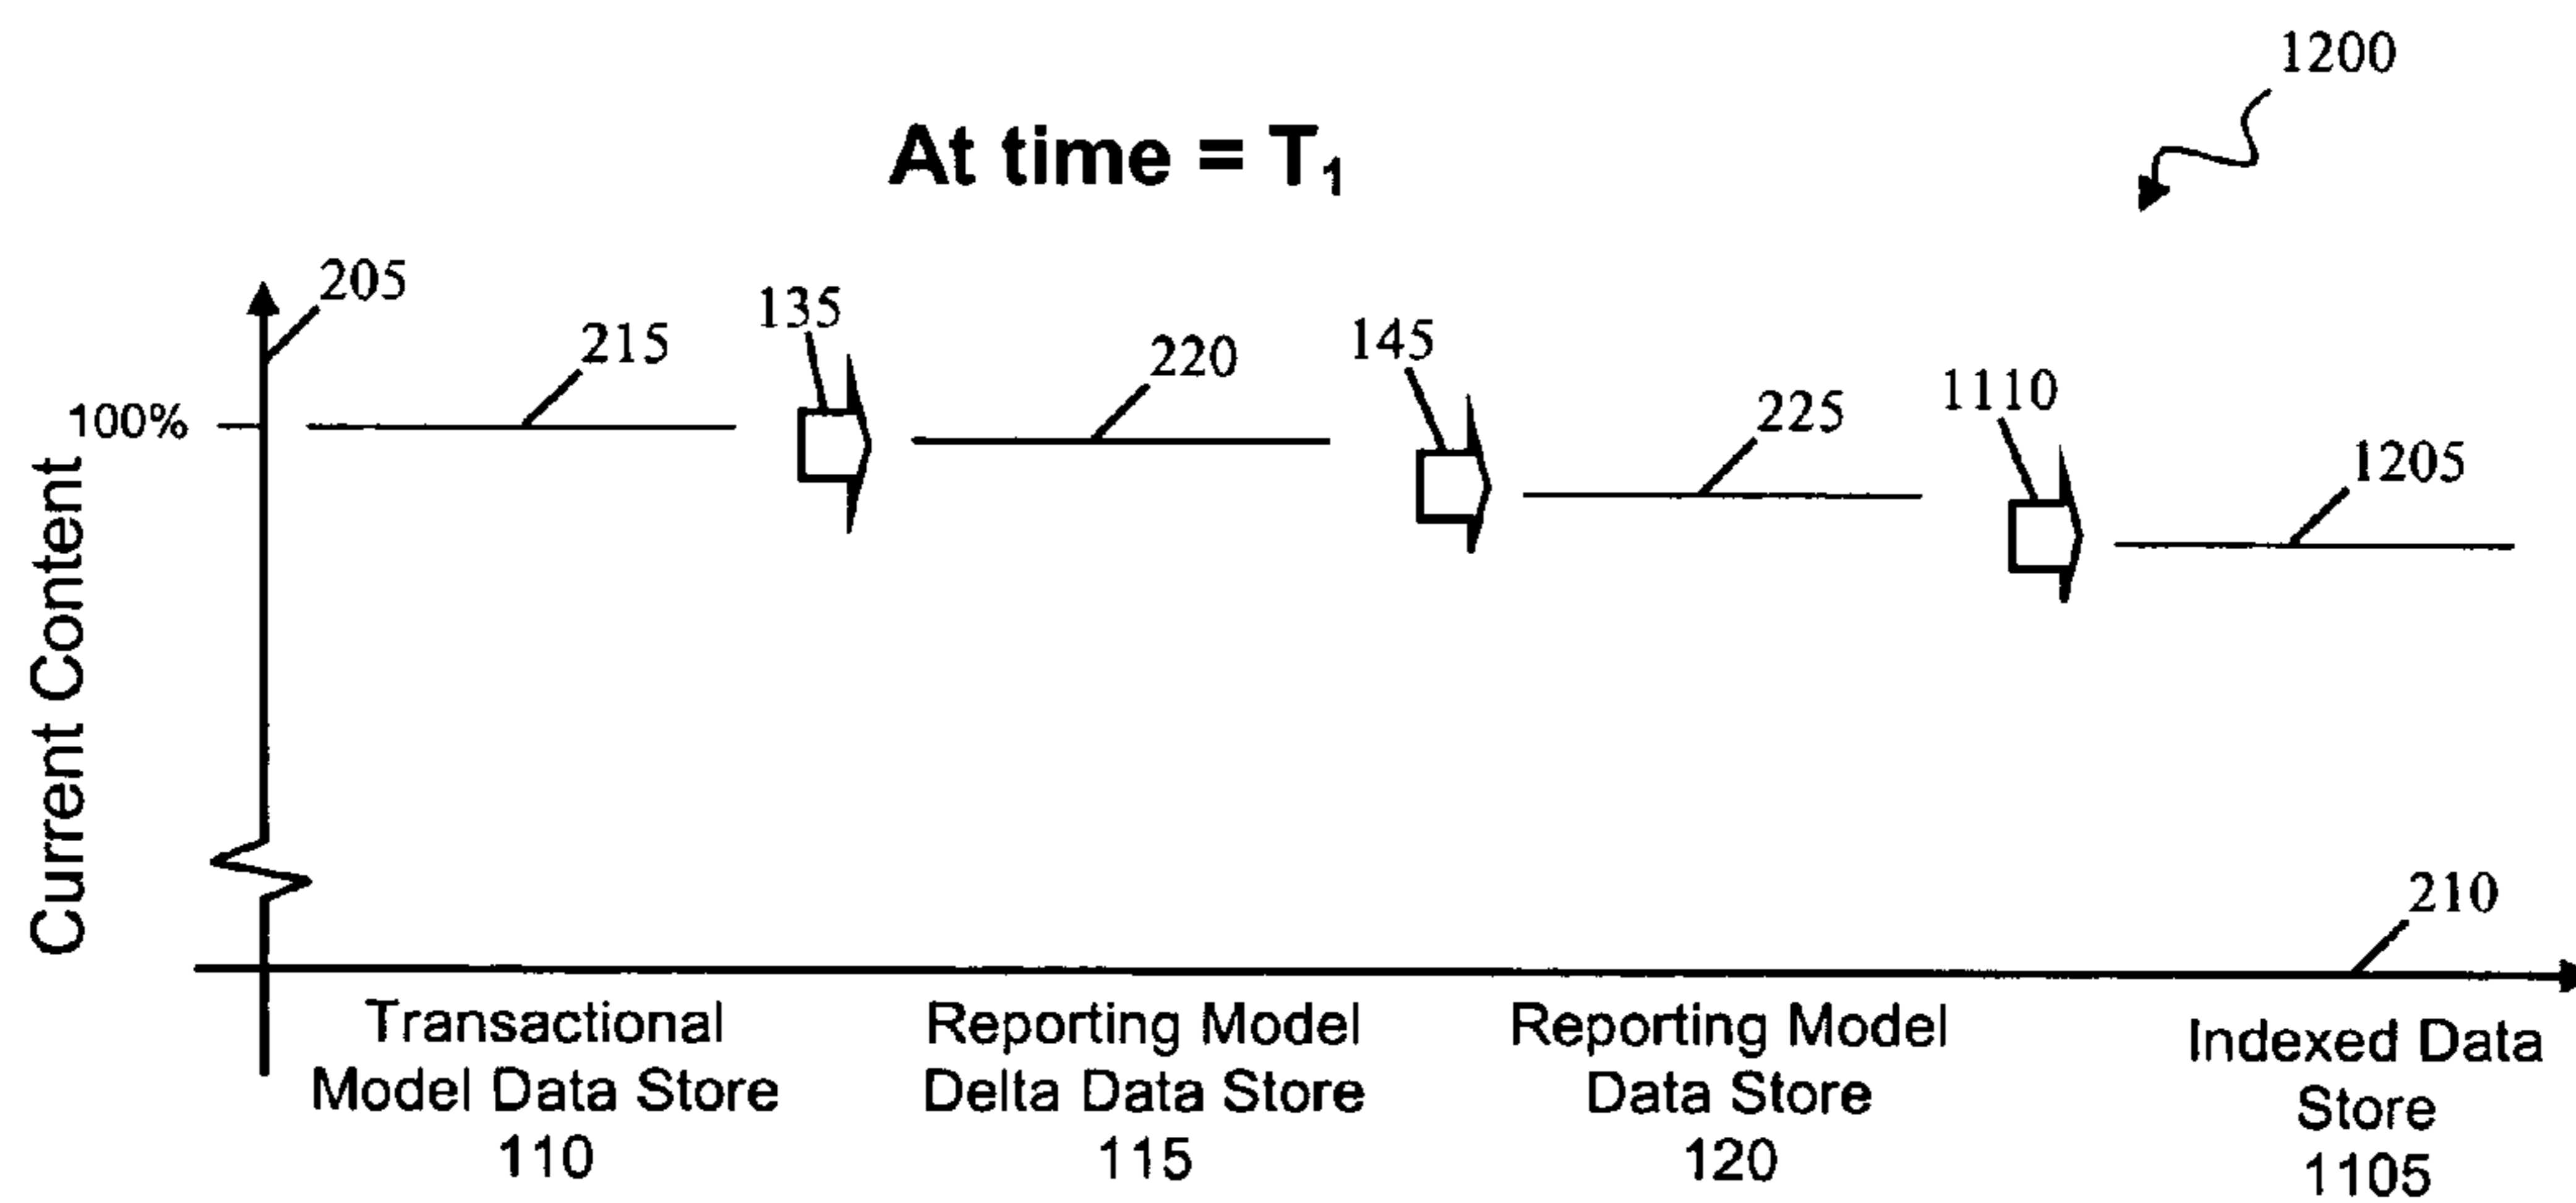 1200
At time = T₁
205
215
135
220
145
225
1110
1205
100%
Current Content
210
Transactional
Model Data Store
110
Reporting Model
Delta Data Store
115
Reporting Model
Data Store
120
Indexed Data
Store
1105